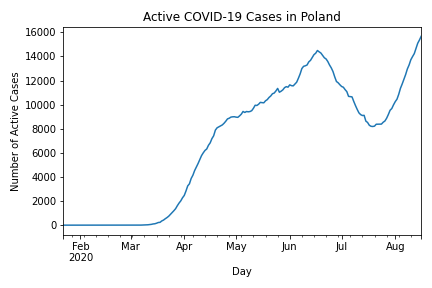 Active COVID-19 Cases in Poland
16000
14000
12000
10000
8000
6000
4000
2000
0
Number of Active Cases
Feb Mar Apr May Jun Jul Aug
2020
Day